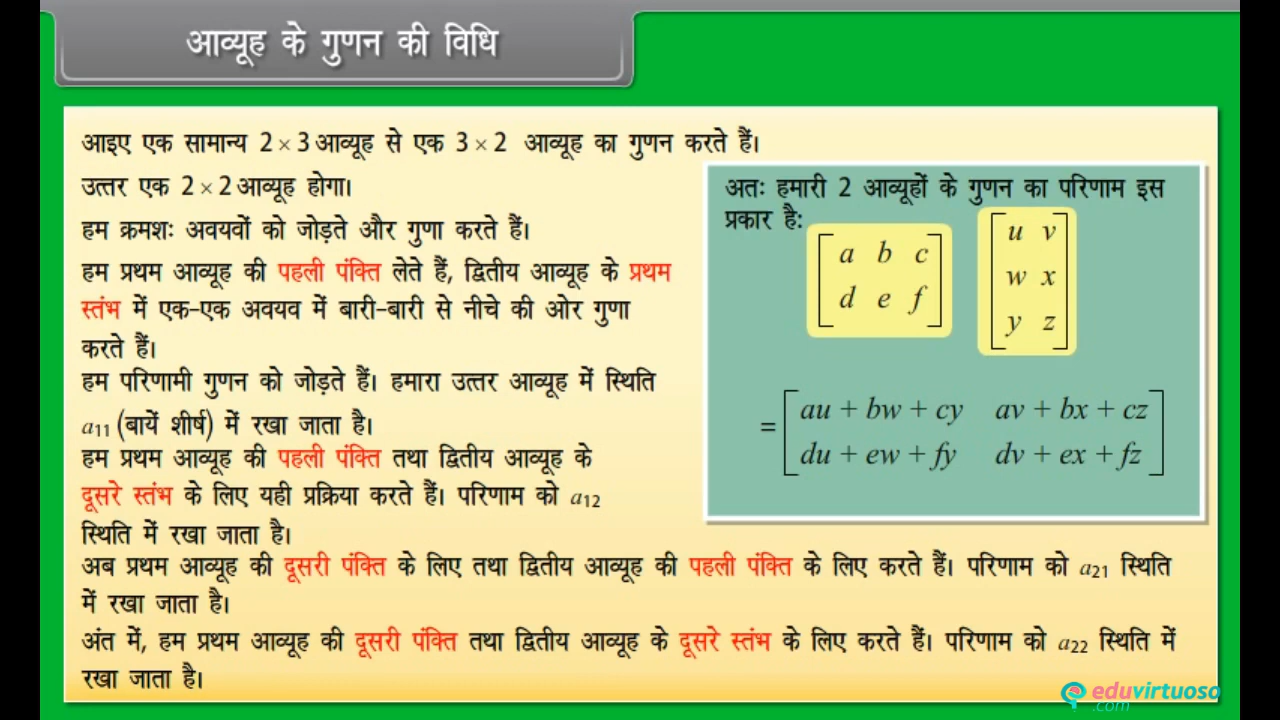 आव्यूह के गुणन की विधि
आइए एक सामान्य 2 × 3 आव्यूह से एक 3 × 2 आव्यूह का गुणन करते हैं।
उत्तर एक 2 × 2 आव्यूह होगा।
हम क्रमशः अवयवों को जोड़ते और गुणा करते हैं।
हम प्रथम आव्यूह की पहली पंक्ति लेते हैं, द्वितीय आव्यूह के प्रथम
स्तंभ में एक-एक अवयव में बारी-बारी से नीचे की ओर गुणा
करते हैं।
हम परिणामी गुणन को जोड़ते हैं। हमारा उत्तर आव्यूह में स्थिति
a11 (बायें शीर्ष) में रखा जाता है।
हम प्रथम आव्यूह की पहली पंक्ति तथा द्वितीय आव्यूह के
दूसरे स्तंभ के लिए यही प्रक्रिया करते हैं। परिणाम को a12
स्थिति में रखा जाता है।
अब प्रथम आव्यूह की दूसरी पंक्ति के लिए तथा द्वितीय आव्यूह की पहली पंक्ति के लिए करते हैं। परिणाम को a21 स्थिति
में रखा जाता है।
अंत में, हम प्रथम आव्यूह की दूसरी पंक्ति तथा द्वितीय आव्यूह के दूसरे स्तंभ के लिए करते हैं। परिणाम को a22 स्थिति में
रखा जाता है।
अतः हमारी 2 आव्यूहों के गुणन का परिणाम इस
प्रकार है:
a b c
d e f
u v
w x
y z
= au + bw + cy av + bx + cz
du + ew + fy dv + ex + fz
eduvirtuoso
.com